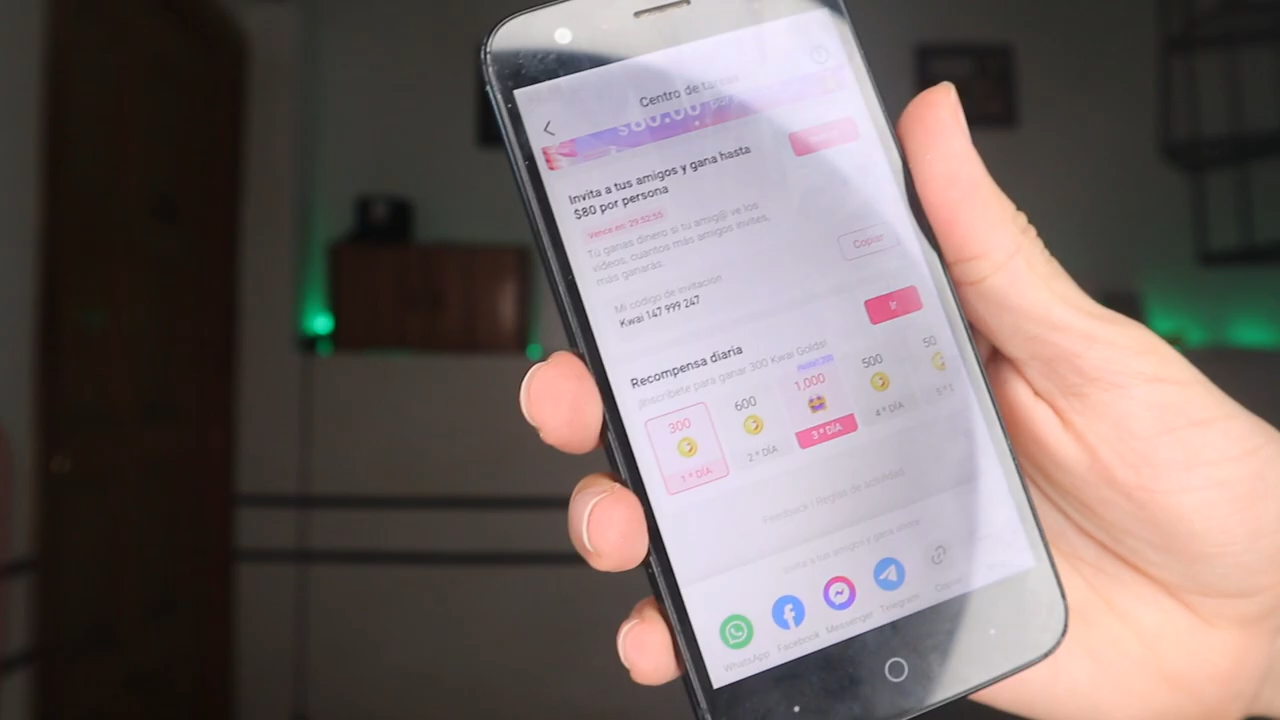 Centro de tareas
$80.00 por
Invita a tus amigos y gana hasta
$80 por persona
Vence en: 29:52:55
Tú ganas dinero si tu amig@ ve los
videos, cuantos más amigos invites,
más ganarás.
Copiar
Mi código de invitacion
Kwai 147 999 247
Ir
Recompensa diaria
¡Inscríbete para ganar 300 Kwai Golds!
300
600
1,000
500
50
1 º DÍA
2 º DÍA
3 º DÍA
4 º DÍA
5 º D
Feedback | Reglas de actividad
Invita a tus amigos y gana ahora
WhatsApp
Facebook
Messenger
Telegram
Copiar